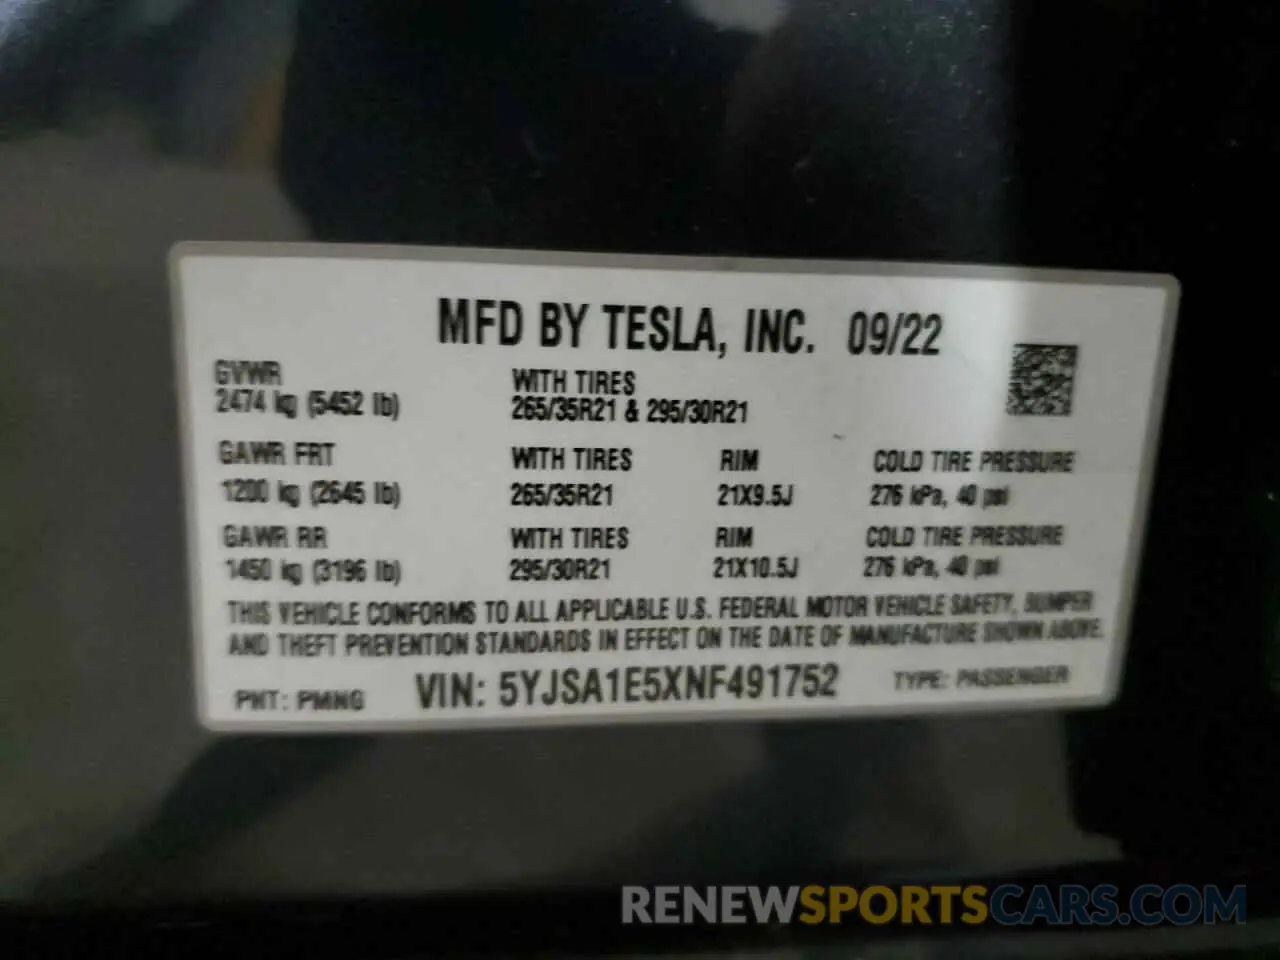 MFD BY TESLA, INC. 09/22
GVWR
2474 kg (5452 lb)
WITH TIRES
265/35R21 & 295/30R21
GAWR FRT WITH TIRES RIM COLD TIRE PRESSURE
1200 kg (2645 lb) 265/35R21 21X9.5J 276 kPa, 40 psi
GAWR RR WITH TIRES RIM COLD TIRE PRESSURE
1450 kg (3196 lb) 295/30R21 21X10.5J 276 kPa, 40 psi
THIS VEHICLE CONFORMS TO ALL APPLICABLE U.S. FEDERAL MOTOR VEHICLE SAFETY, BUMPER
AND THEFT PREVENTION STANDARDS IN EFFECT ON THE DATE OF MANUFACTURE SHOWN ABOVE.
PNT: PMNG VIN: 5YJSA1E5XNF491752 TYPE: PASSENGER
RENEWSPORTSCARS.COM